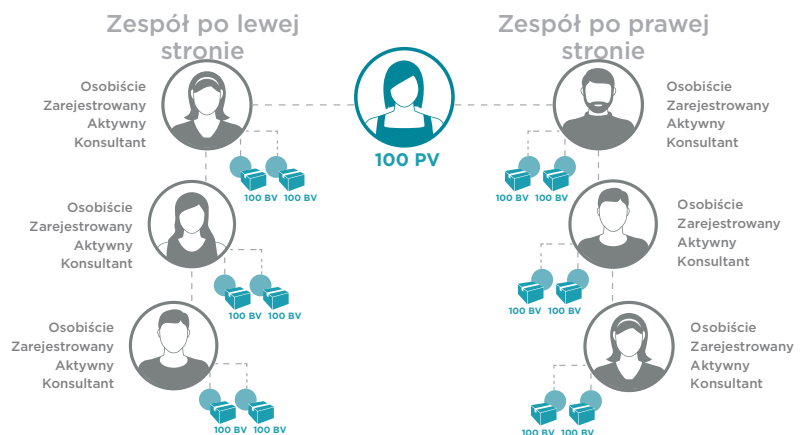 Zespół po lewej
stronie
Zespół po prawej
stronie
Osobiście
Zarejestrowany
Aktywny
Konsultant
100 PV
Osobiście
Zarejestrowany
Aktywny
Konsultant
100 BV 100 BV
100 BV 100 BV
Osobiście
Zarejestrowany
Aktywny
Konsultant
Osobiście
Zarejestrowany
Aktywny
Konsultant
100 BV 100 BV
100 BV 100 BV
Osobiście
Zarejestrowany
Aktywny
Konsultant
Osobiście
Zarejestrowany
Aktywny
Konsultant
100 BV 100 BV
100 BV 100 BV